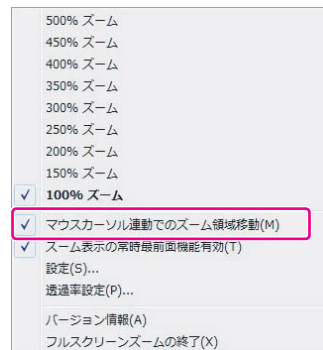 500% ズーム
450% ズーム
400% ズーム
350% ズーム
300% ズーム
250% ズーム
200% ズーム
150% ズーム
100% ズーム
マウスカーソル連動でのズーム領域移動(M)
ズーム表示の常時最前面機能有効(T)
設定(S)...
透過率設定(P)...
バージョン情報(A)
フルスクリーンズームの終了(X)